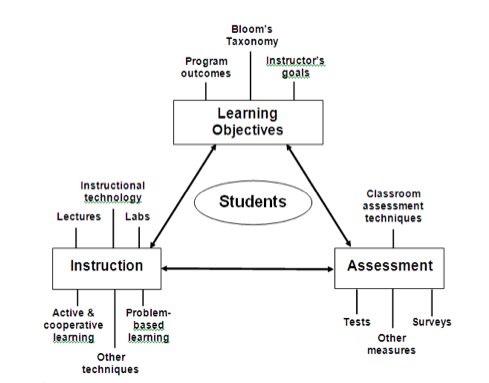 Bloom's
Taxonomy
Program
outcomes
Instructor's
goals
Learning
Objectives
Students
Instructional
technology
Lectures
Labs
Classroom
assessment
techniques
Instruction
Assessment
Active &
cooperative
learning
Problem-
based
learning
Other
techniques
Tests
Surveys
Other
measures